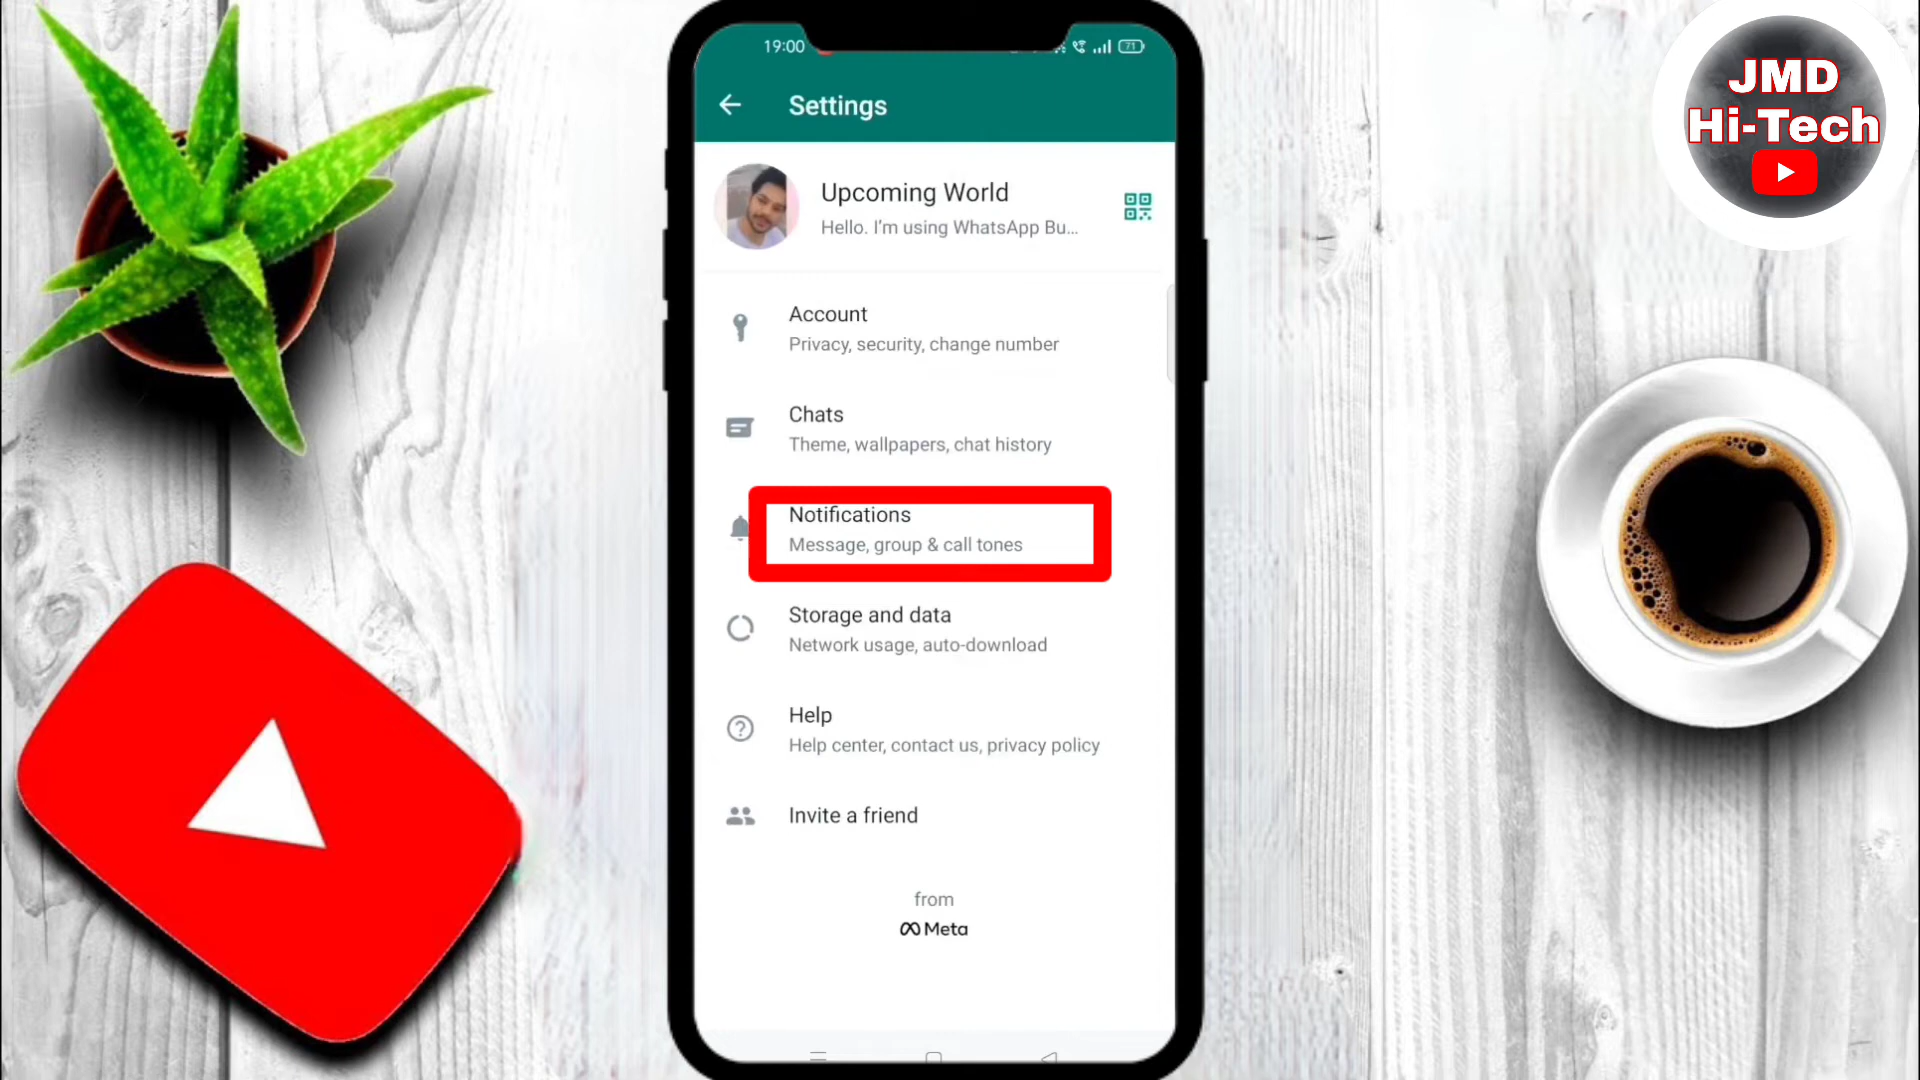 JMD
Hi-Tech
19:00
71
Settings
Upcoming World
Hello. I'm using WhatsApp Bu...
Account
Privacy, security, change number
Chats
Theme, wallpapers, chat history
Notifications
Message, group & call tones
Storage and data
Network usage, auto-download
Help
Help center, contact us, privacy policy
Invite a friend
from
Meta